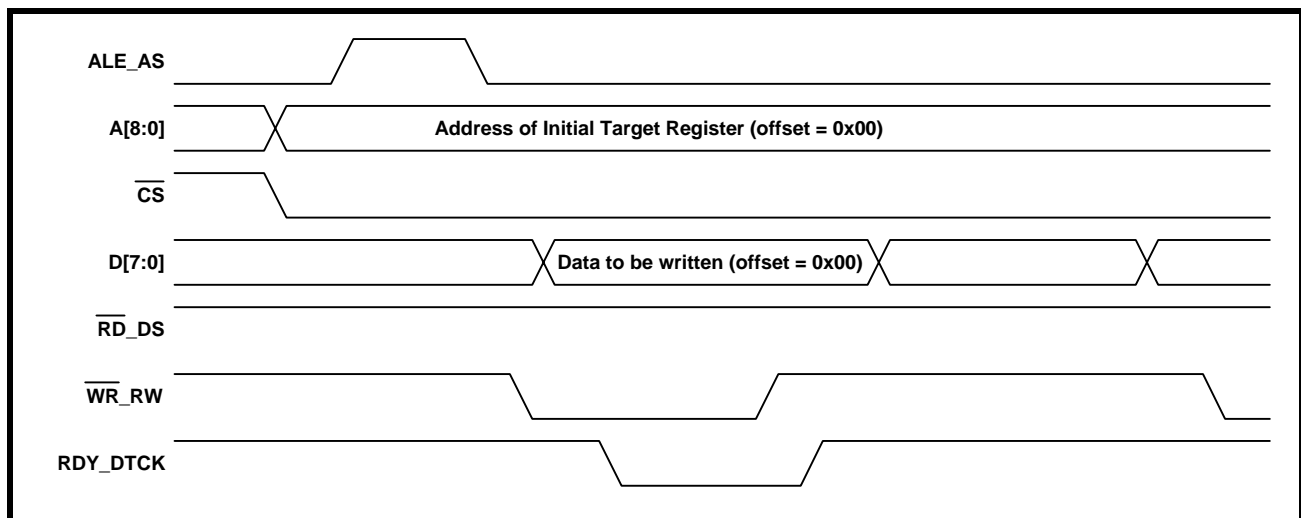 ALE_AS
A[8:0] Address of Initial Target Register (offset = 0x00)
CS
D[7:0] Data to be written (offset = 0x00)
RD_DS
WR_RW
RDY_DTCK